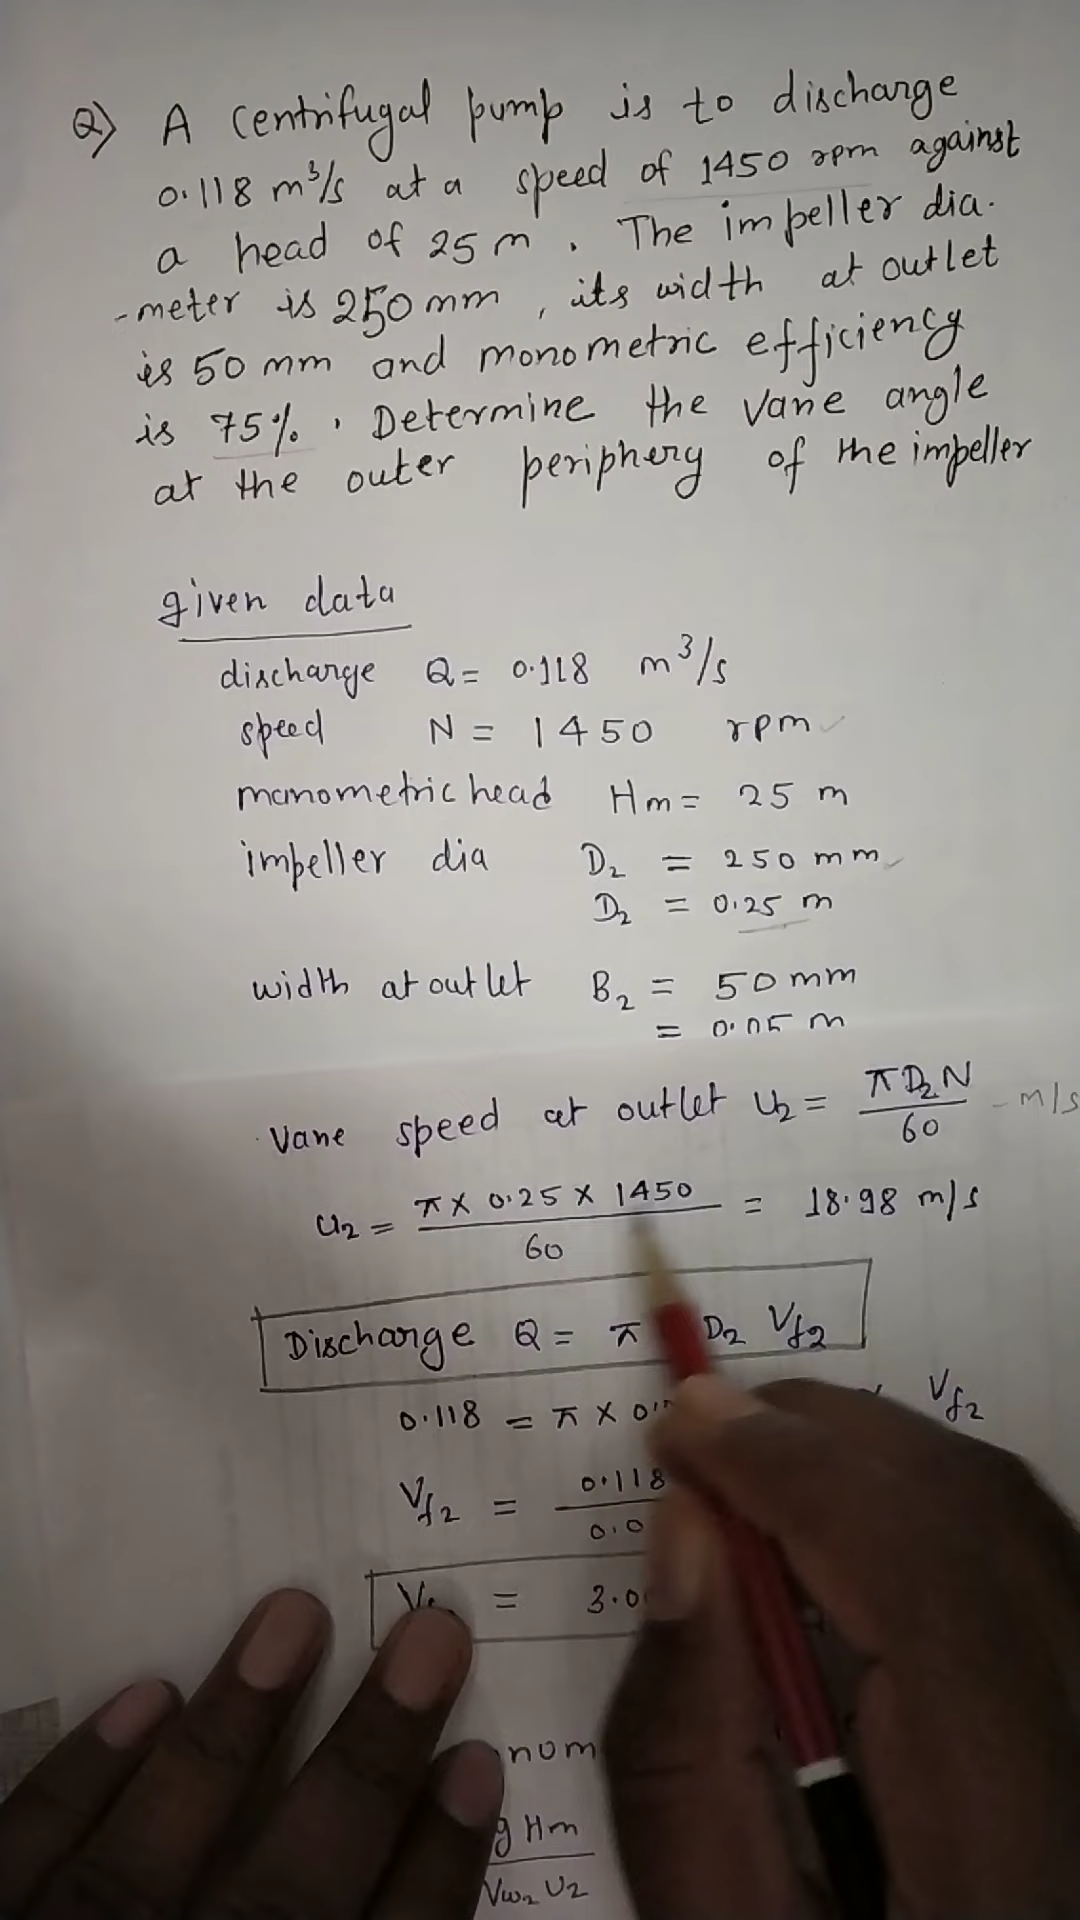 Q) A centrifugal pump is to discharge
0.118 m³/s at a speed of 1450 rpm against
a head of 25 m. The impeller dia-
-meter is 250 mm, its width at outlet
is 50 mm and monometric efficiency
is 75%. Determine the vane angle
at the outer periphery of the impeller
given data
discharge Q = 0.118 m³/s
speed N = 1450 rpm
manometric head Hm = 25 m
impeller dia D₂ = 250 mm
D₂ = 0.25 m
width at outlet B₂ = 50 mm
= 0.05 m
Vane speed at outlet U₂ = πD₂N / 60 - m/s
U₂ = π × 0.25 × 1450 / 60 = 18.98 m/s
Discharge Q = π D₂ Vf₂
0.118 = π × Vf₂
Vf₂ = 0.118
= 3.0
g Hm
Vw₂ U₂